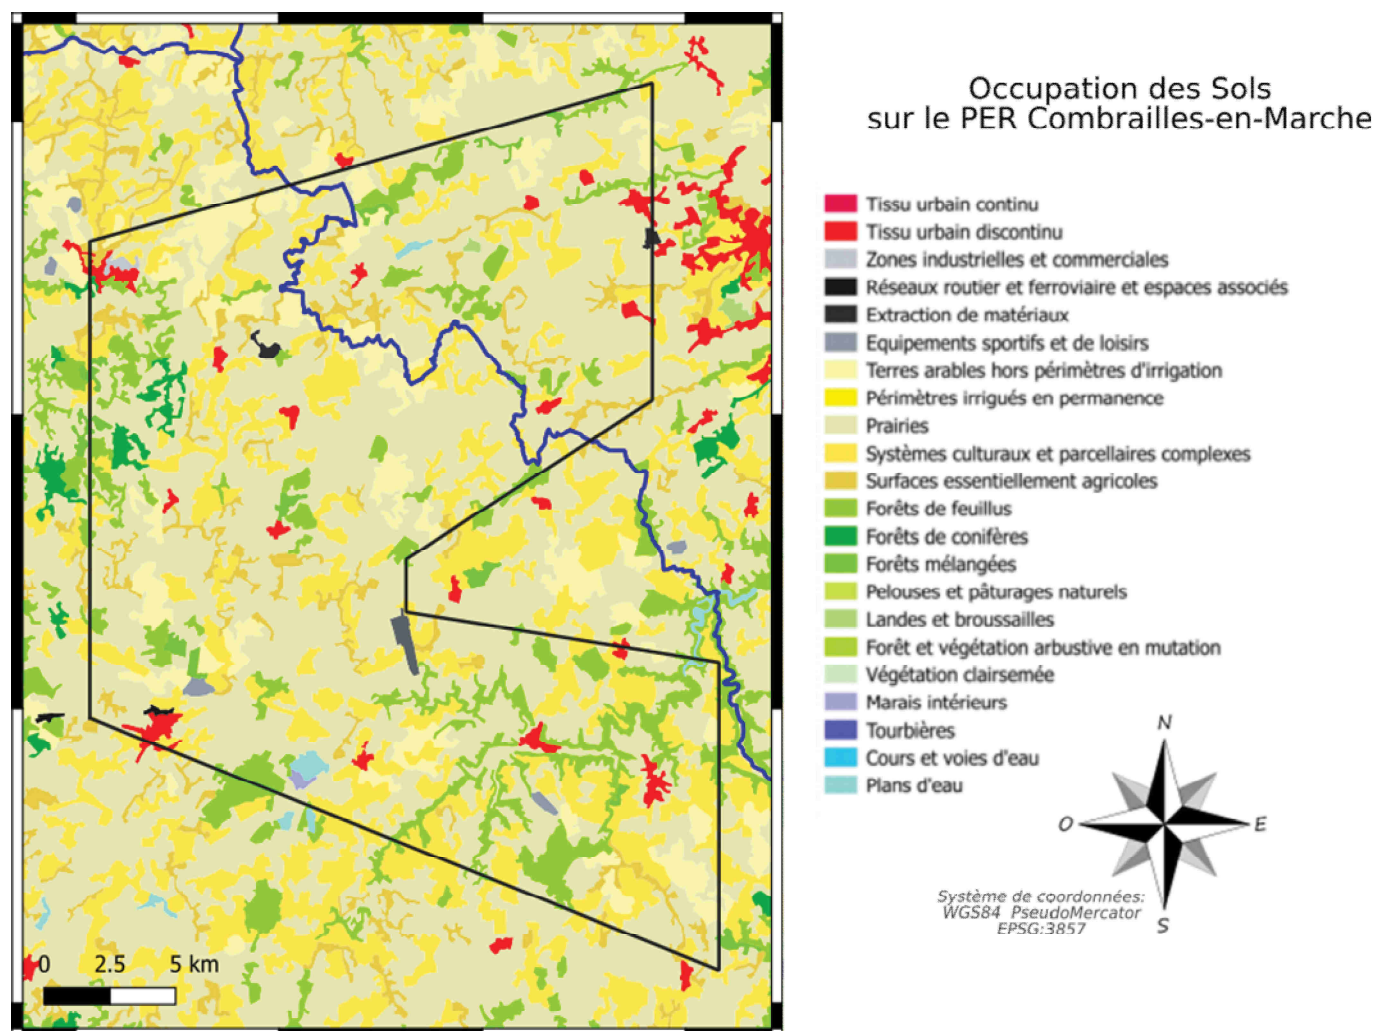 Occupation des Sols
sur le PER Combrailles-en-Marche
Tissu urbain continu
Tissu urbain discontinu
Zones industrielles et commerciales
Réseaux routier et ferroviaire et espaces associés
Extraction de matériaux
Equipements sportifs et de loisirs
Terres arables hors périmètres d'irrigation
Périmètres irrigués en permanence
Prairies
Systèmes culturaux et parcellaires complexes
Surfaces essentiellement agricoles
Forêts de feuillus
Forêts de conifères
Forêts mélangées
Pelouses et pâturages naturels
Landes et broussailles
Forêt et végétation arbustive en mutation
Végétation clairsemée
Marais intérieurs
Tourbières
Cours et voies d'eau
Plans d'eau
N
O E
S
Système de coordonnées:
WGS84 PseudoMercator
EPSG:3857
0 2.5 5 km